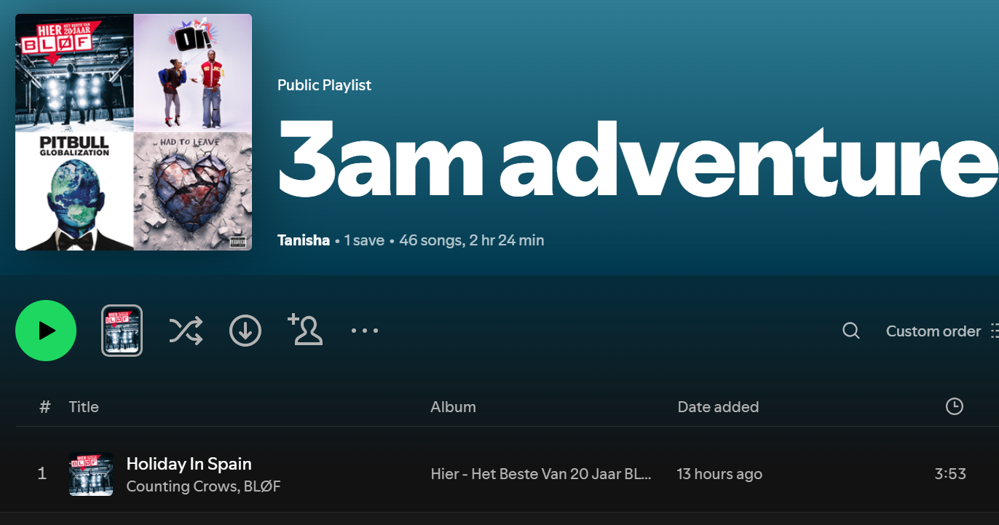 HIER HET BESTE VAN 20 JAAR
BLØF
PITBULL
GLOBALIZATION
HAD TO LEAVE
Public Playlist
3am adventure
Tanisha • 1 save • 46 songs, 2 hr 24 min
BLØF
Custom order
# Title Album Date added
1 Holiday In Spain Hier - Het Beste Van 20 Jaar BL... 13 hours ago 3:53
Counting Crows, BLØF